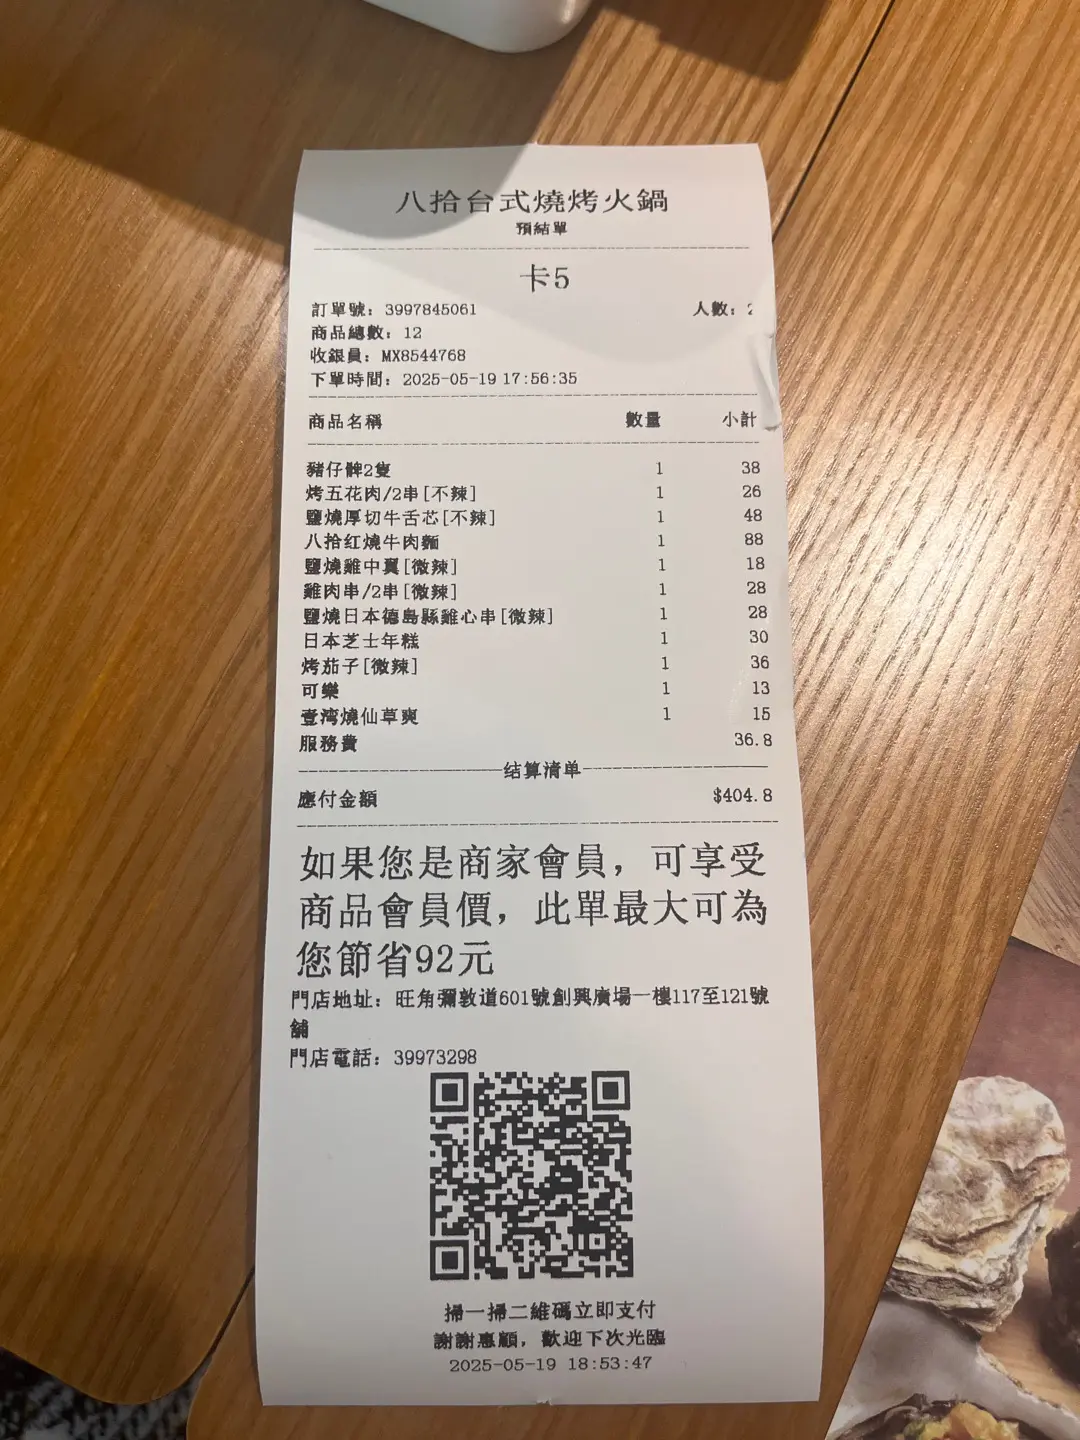 八拾台式燒烤火鍋
預結單
卡5
訂單號：3997845061 人數：2
商品總數：12
收銀員：MX8544768
下單時間：2025-05-19 17:56:35
商品名稱 數量 小計
豬仔髀2隻 1 38
烤五花肉/2串[不辣] 1 26
鹽燒厚切牛舌芯[不辣] 1 48
八拾红燒牛肉麵 1 88
鹽燒雞中翼[微辣] 1 18
雞肉串/2串[微辣] 1 28
鹽燒日本德島縣雞心串[微辣] 1 28
日本芝士年糕 1 30
烤茄子[微辣] 1 36
可樂 1 13
臺湾燒仙草爽 1 15
服務費 36.8
结算清单
應付金額 $404.8
如果您是商家會員，可享受
商品會員價，此單最大可為
您節省92元
門店地址：旺角彌敦道601號創興廣場一樓117至121號
舖
門店電話：39973298
掃一掃二維碼立即支付
謝謝惠顧，歡迎下次光臨
2025-05-19 18:53:47